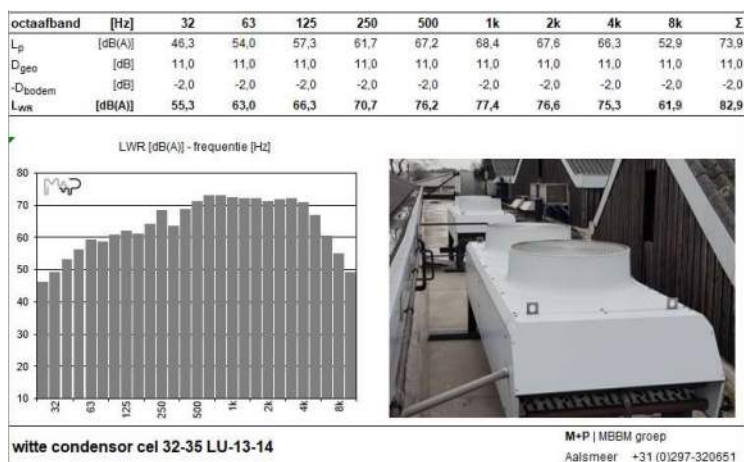 octaafband [Hz] 32 63 125 250 500 1k 2k 4k 8k Σ
Lp [dB(A)] 46,3 54,0 57,3 61,7 67,2 68,4 67,6 66,3 52,9 73,9
Dgeo [dB] 11,0 11,0 11,0 11,0 11,0 11,0 11,0 11,0 11,0 11,0
-Dbodem [dB] -2,0 -2,0 -2,0 -2,0 -2,0 -2,0 -2,0 -2,0 -2,0 -2,0
LWR [dB(A)] 55,3 63,0 66,3 70,7 76,2 77,4 76,6 75,3 61,9 82,9
LWR [dB(A)] - frequentie [Hz]
M+P
80
70
60
50
40
30
20
10
32 63 125 250 500 1k 2k 4k 8k
witte condensor cel 32-35 LU-13-14
M+P | MBBM groep
Aalsmeer +31 (0)297-320651